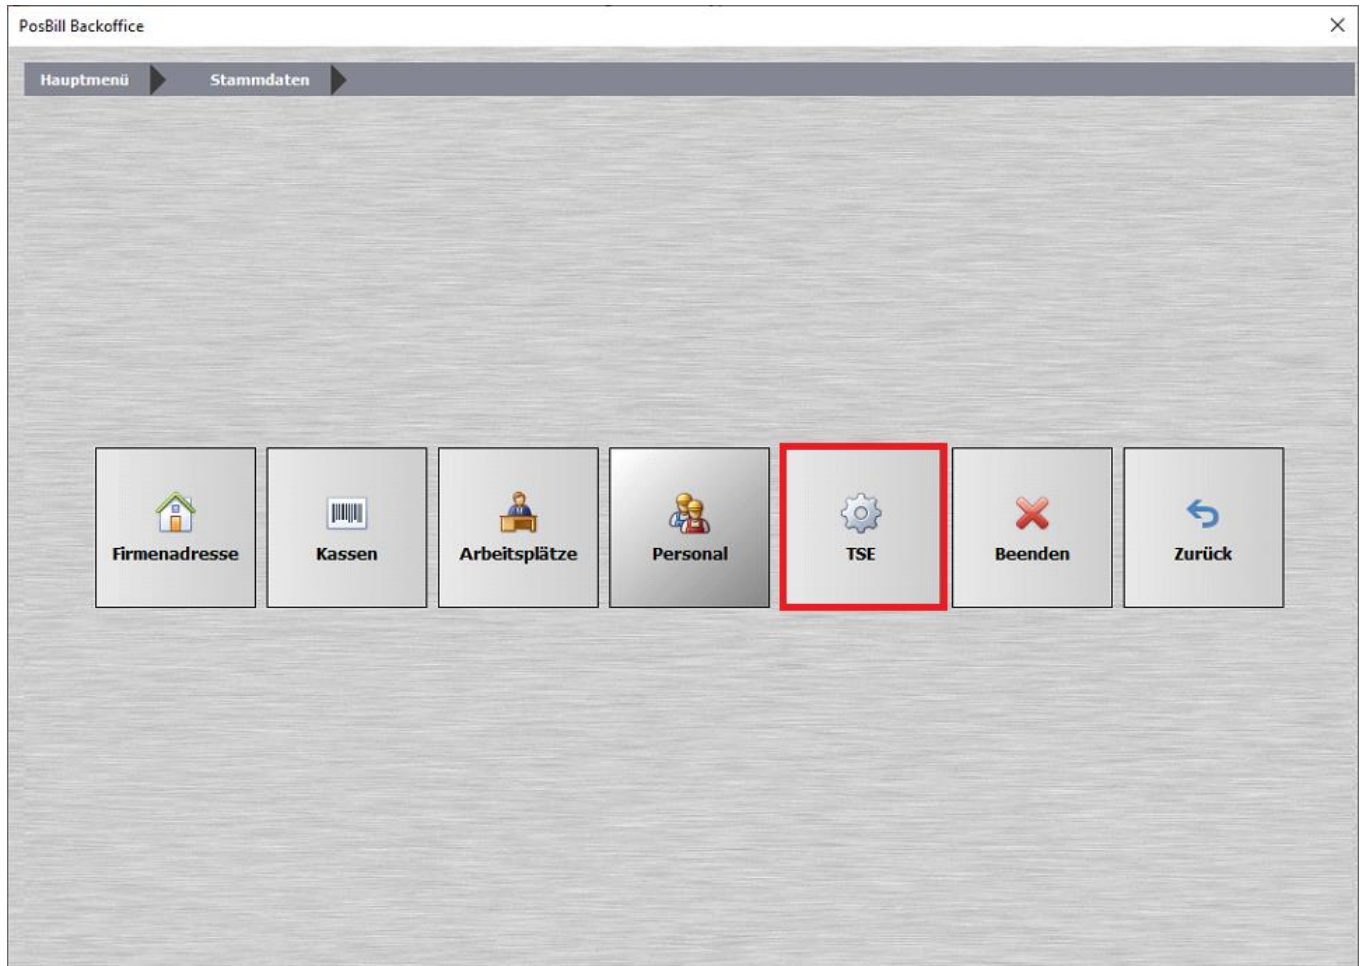 PosBill Backoffice
Hauptmenü Stammdaten
Firmenadresse Kassen Arbeitsplätze Personal TSE Beenden Zurück